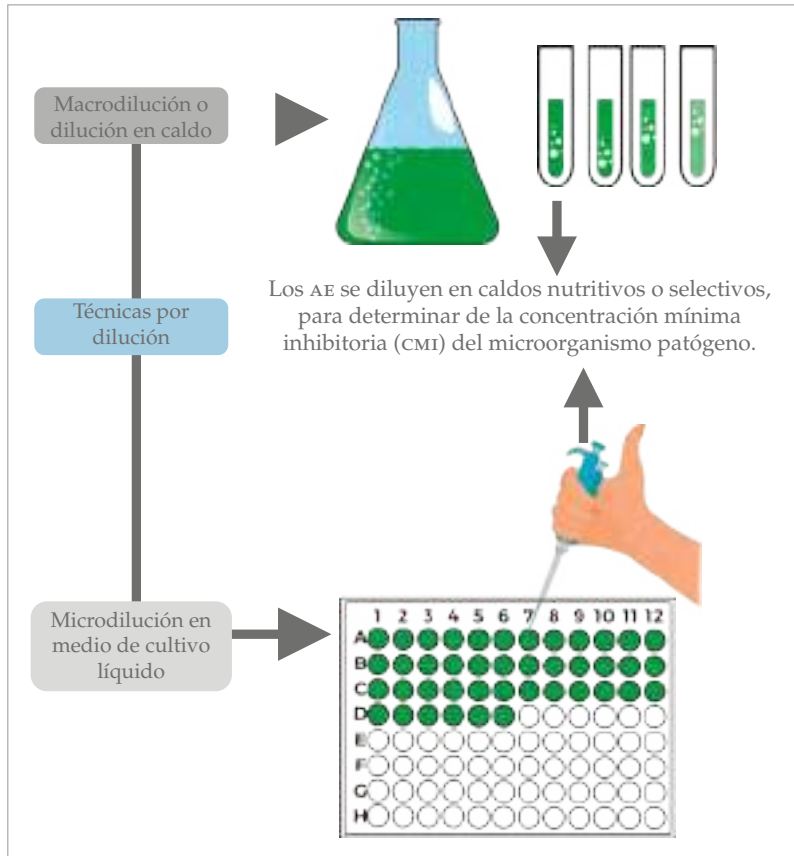 Macrodilución o
dilución en caldo
Los AE se diluyen en caldos nutritivos o selectivos,
para determinar de la concentración mínima
inhibitoria (CMI) del microorganismo patógeno.
Técnicas por
dilución
Microdilución en
medio de cultivo
líquido
1 2 3 4 5 6 7 8 9 10 11 12
A
B
C
D
E
F
G
H